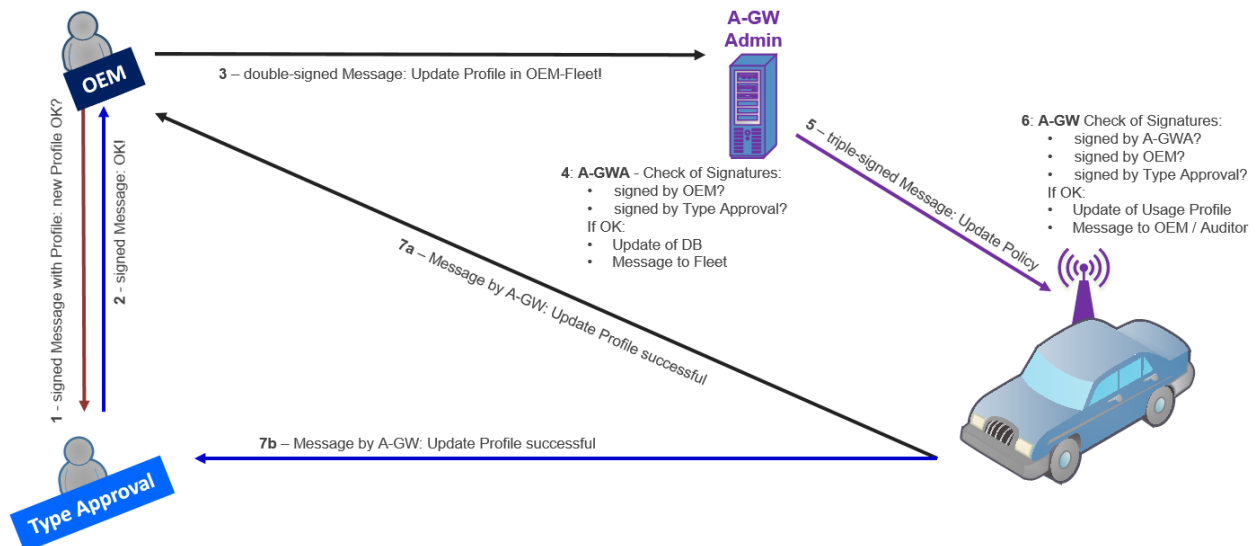 A-GW
Admin
OEM
3 – double-signed Message: Update Profile in OEM-Fleet!
1 - signed Message with Profile: new Profile OK?
2 - signed Message: OK!
4: A-GWA - Check of Signatures:
• signed by OEM?
• signed by Type Approval?
If OK:
• Update of DB
• Message to Fleet
5 – triple-signed Message: Update Policy
6: A-GW Check of Signatures:
• signed by A-GWA?
• signed by OEM?
• signed by Type Approval?
If OK:
• Update of Usage Profile
• Message to OEM / Auditor
7a – Message by A-GW: Update Profile successful
7b – Message by A-GW: Update Profile successful
Type Approval